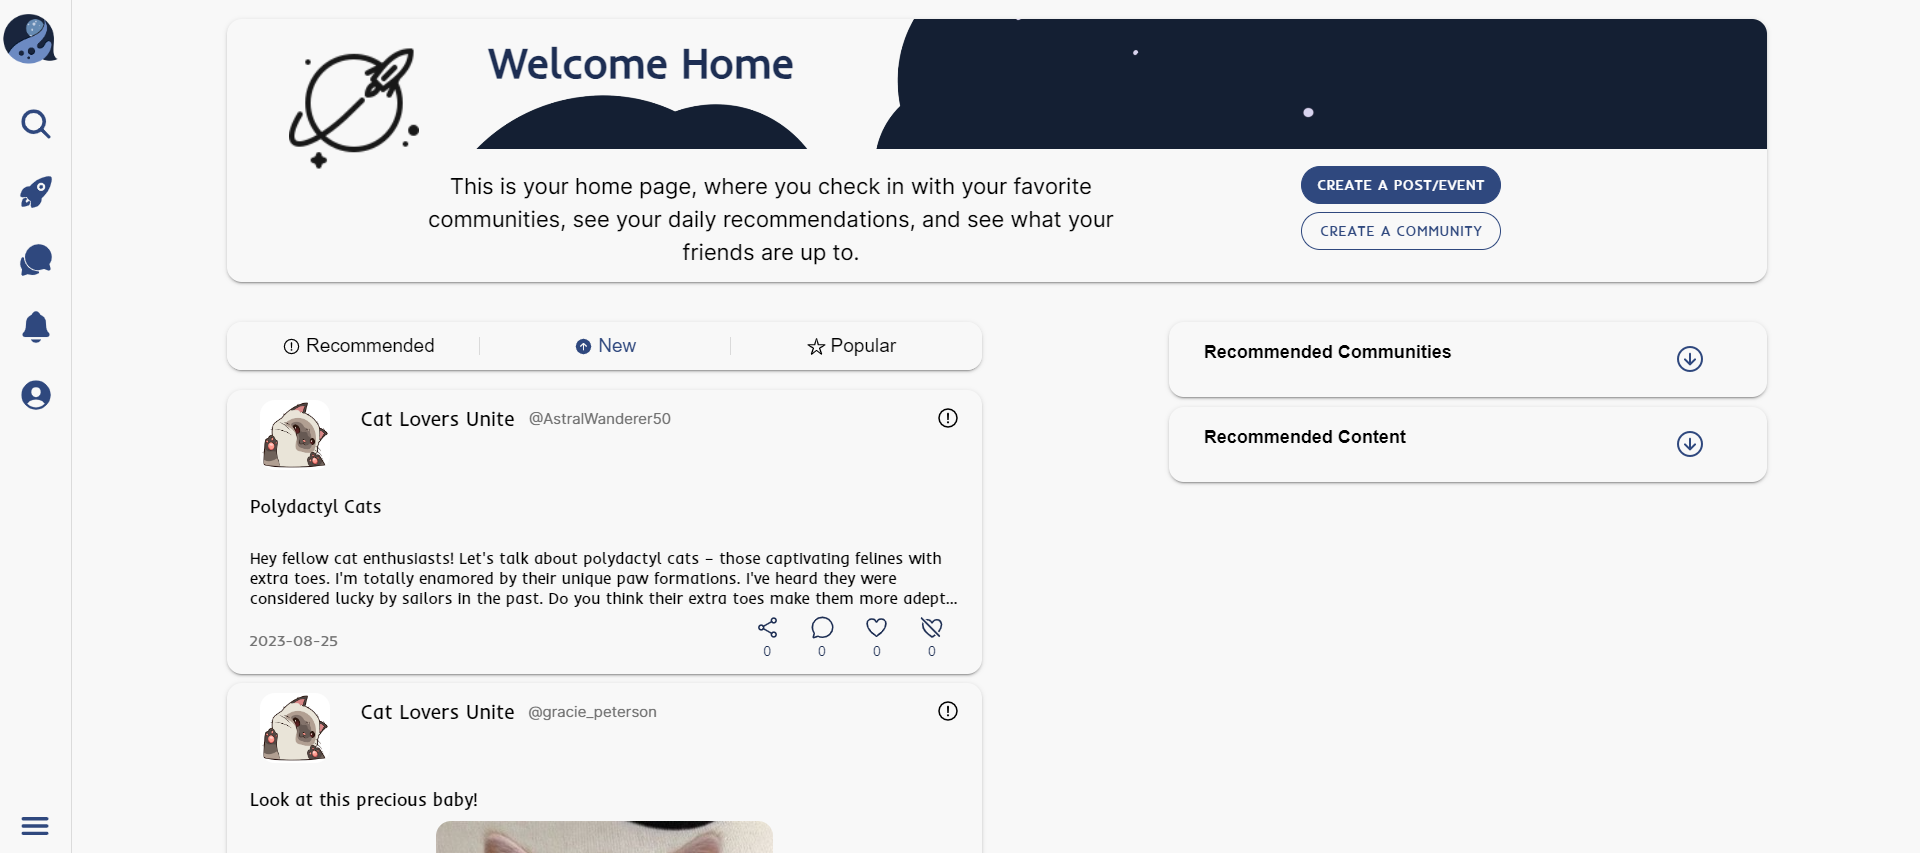 Welcome Home
This is your home page, where you check in with your favorite
communities, see your daily recommendations, and see what your
friends are up to.
CREATE A POST/EVENT
CREATE A COMMUNITY
Recommended
New
Popular
Cat Lovers Unite @AstralWanderer50
Polydactyl Cats
Hey fellow cat enthusiasts! Let's talk about polydactyl cats – those captivating felines with
extra toes. I'm totally enamored by their unique paw formations. I've heard they were
considered lucky by sailors in the past. Do you think their extra toes make them more adept...
2023-08-25
0 0 0 0
Cat Lovers Unite @gracie_peterson
Look at this precious baby!
Recommended Communities
Recommended Content